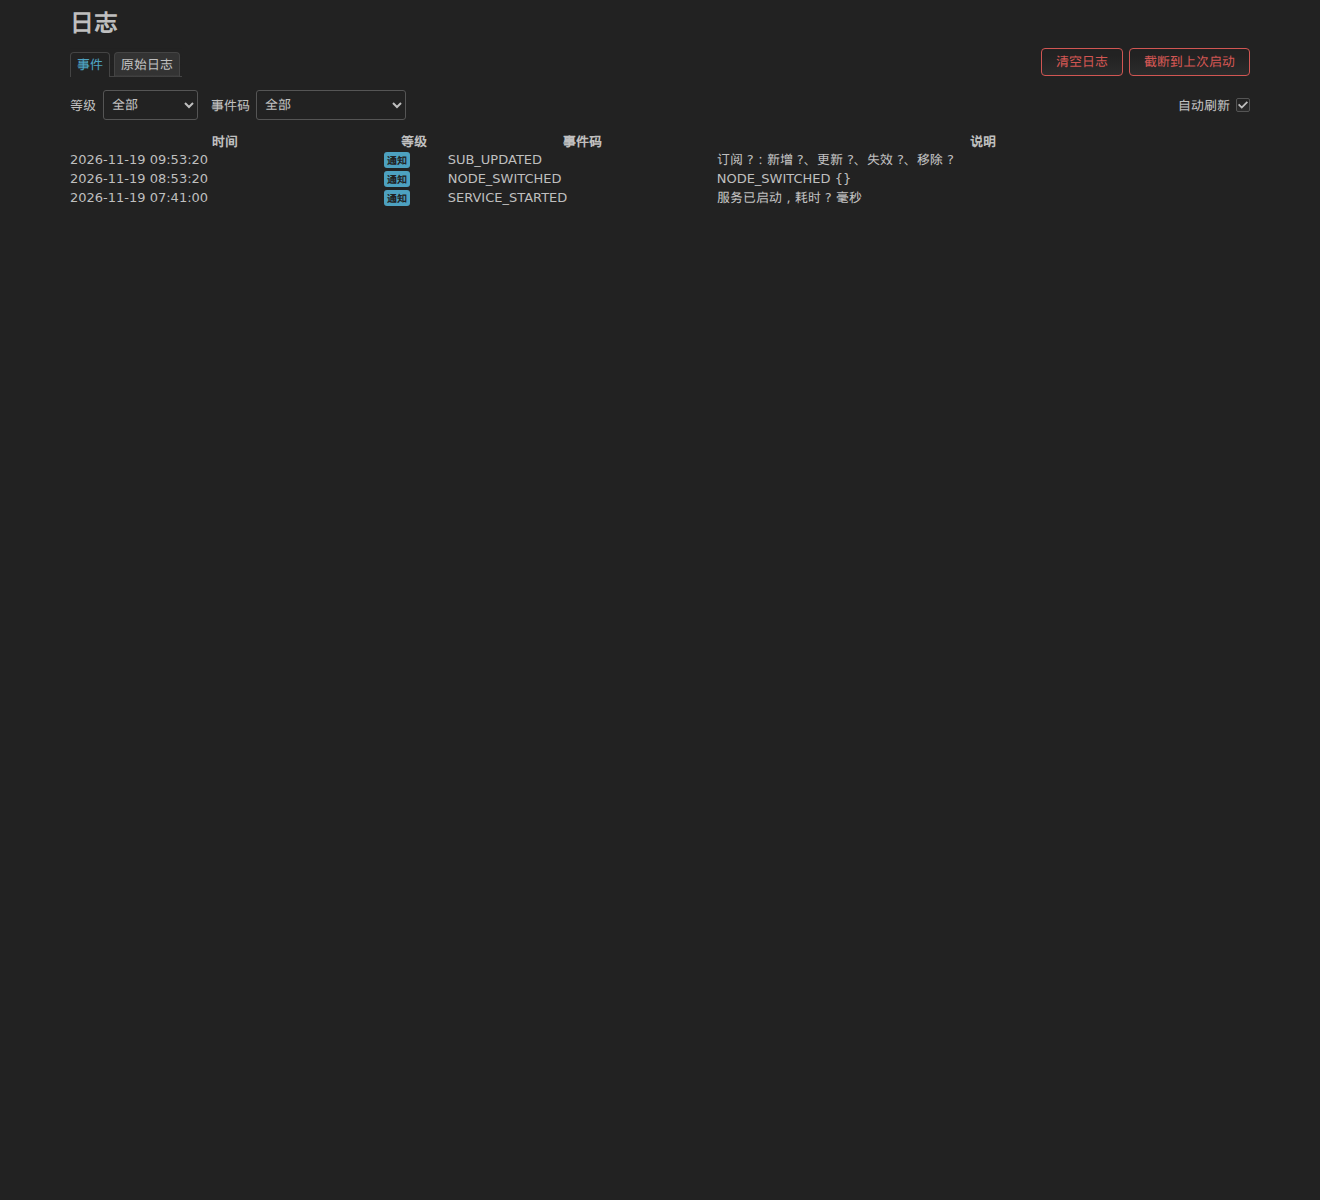 日志
事件 原始日志 清空日志 截断到上次启动
等级 全部 事件码 全部 自动刷新
时间 等级 事件码 说明
2026-11-19 09:53:20 通知 SUB_UPDATED 订阅 ?：新增 ?、更新 ?、失效 ?、移除 ?
2026-11-19 08:53:20 通知 NODE_SWITCHED NODE_SWITCHED {}
2026-11-19 07:41:00 通知 SERVICE_STARTED 服务已启动，耗时 ? 毫秒